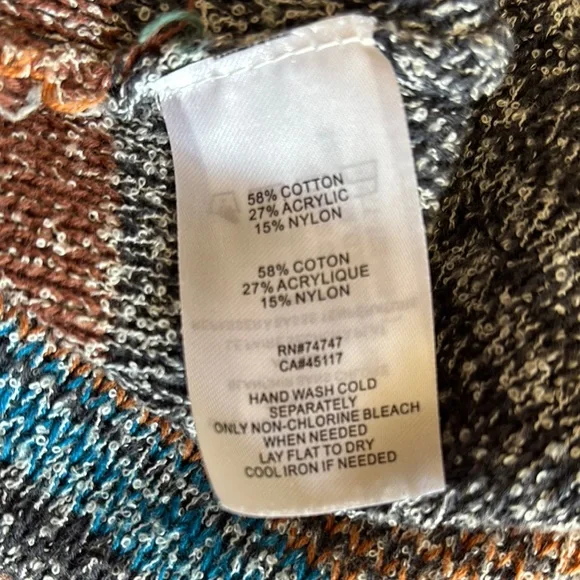 58% COTTON
27% ACRYLIC
15% NYLON
58% COTON
27% ACRYLIQUE
15% NYLON
RN#74747
CA#45117
HAND WASH COLD
SEPARATELY
ONLY NON-CHLORINE BLEACH
WHEN NEEDED
LAY FLAT TO DRY
COOL IRON IF NEEDED